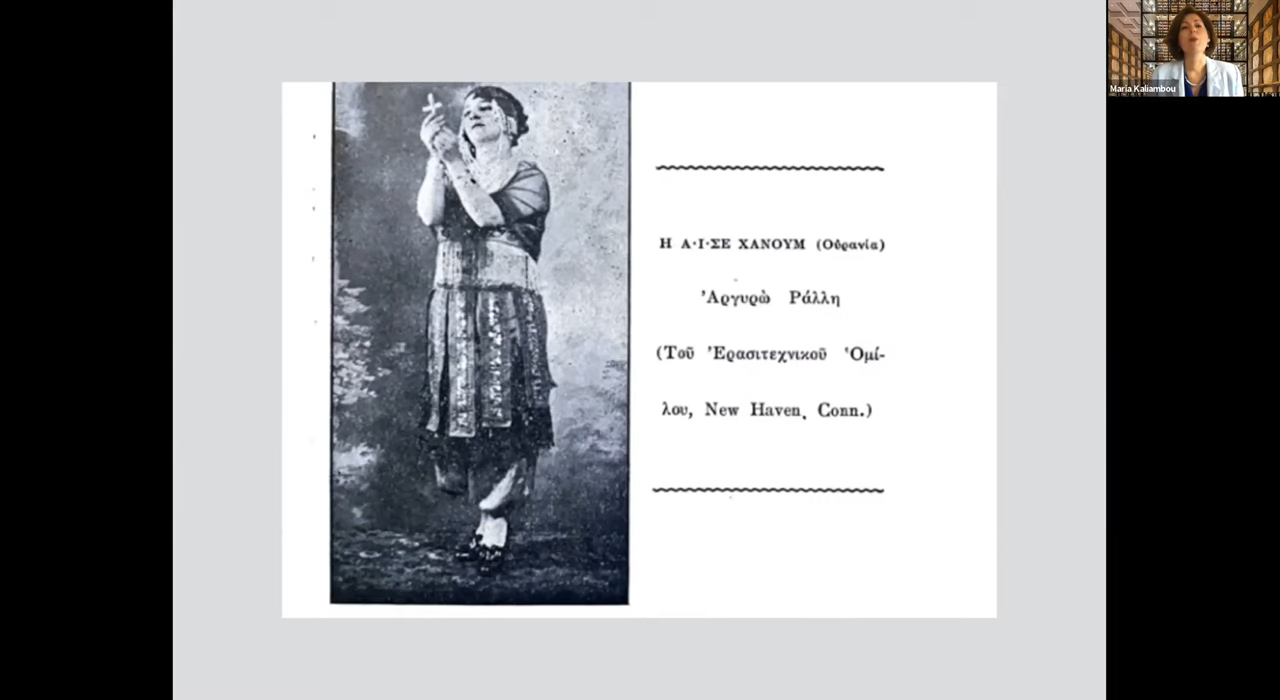 Η Α·Ι·ΣΕ ΧΑΝΟΥΜ (Οὐρανία)
Ἀργυρὼ Ράλλη
(Τοῦ Ἐρασιτεχνικοῦ Ὁμί-
λου, New Haven, Conn.)
Maria Kaliambou